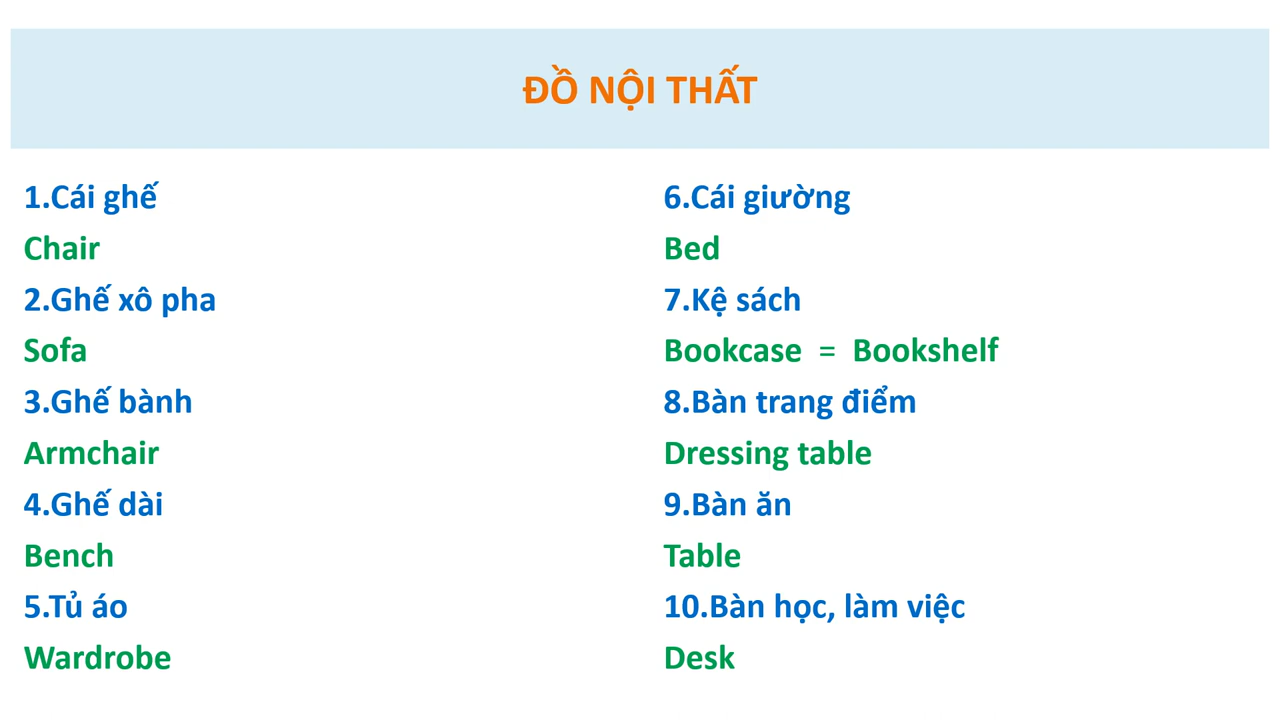 ĐỒ NỘI THẤT
1.Cái ghế
Chair
2.Ghế xô pha
Sofa
3.Ghế bành
Armchair
4.Ghế dài
Bench
5.Tủ áo
Wardrobe
6.Cái giường
Bed
7.Kệ sách
Bookcase = Bookshelf
8.Bàn trang điểm
Dressing table
9.Bàn ăn
Table
10.Bàn học, làm việc
Desk